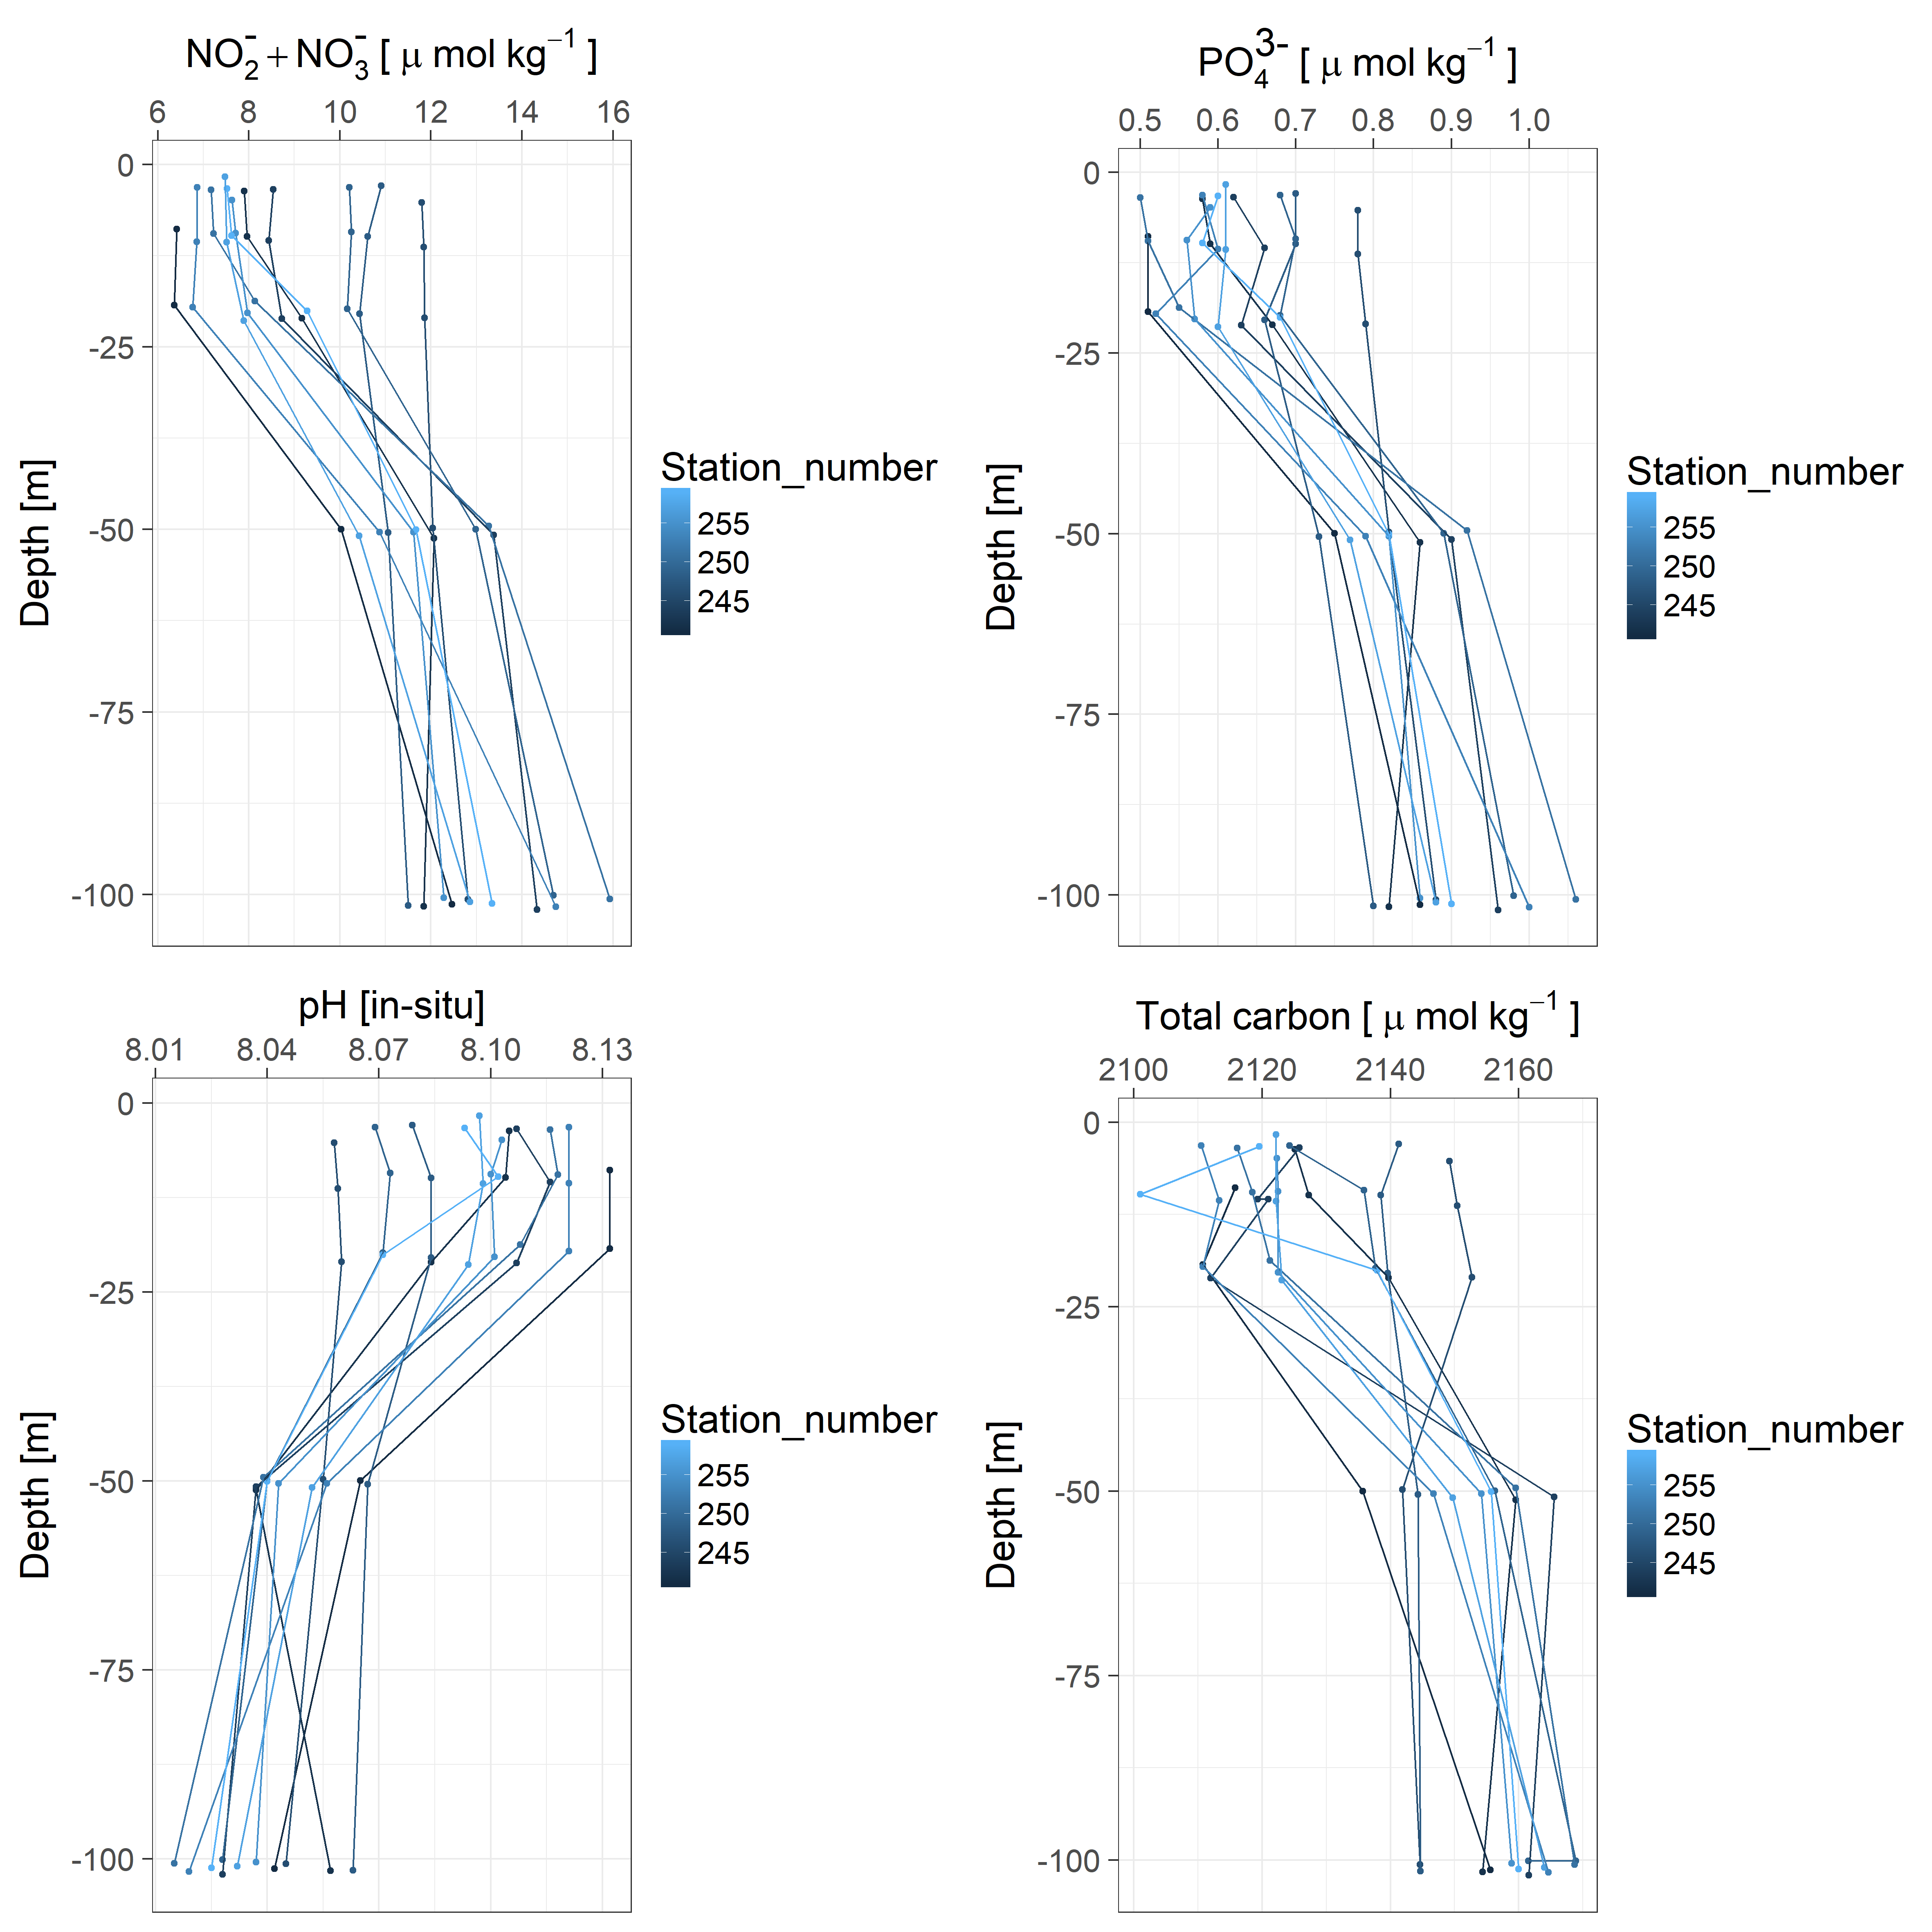 NO₂⁻ + NO₃⁻ [ μ mol kg⁻¹ ]
6 8 10 12 14 16
0
-25
-50
-75
-100
Depth [m]
Station_number
255
250
245
PO₄³⁻ [ μ mol kg⁻¹ ]
0.5 0.6 0.7 0.8 0.9 1.0
0
-25
-50
-75
-100
Depth [m]
Station_number
255
250
245
pH [in-situ]
8.01 8.04 8.07 8.10 8.13
0
-25
-50
-75
-100
Depth [m]
Station_number
255
250
245
Total carbon [ μ mol kg⁻¹ ]
2100 2120 2140 2160
0
-25
-50
-75
-100
Depth [m]
Station_number
255
250
245